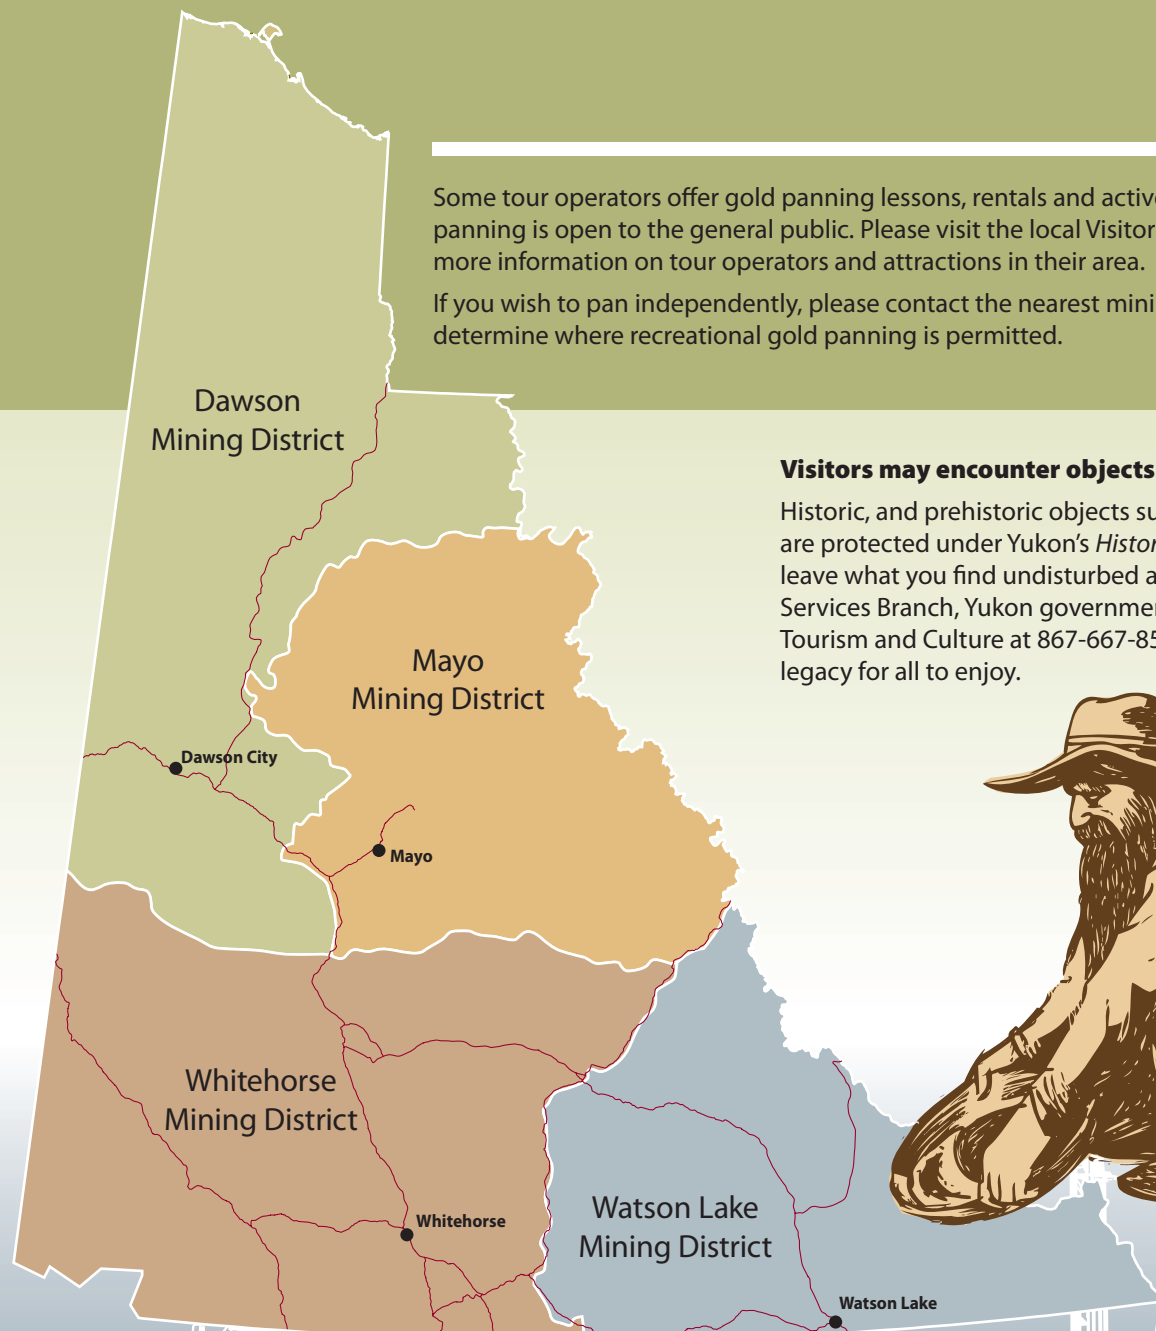 Some tour operators offer gold panning lessons, rentals and
panning is open to the general public. Please visit the local Visitor
more information on tour operators and attractions in their area.
If you wish to pan independently, please contact the nearest
determine where recreational gold panning is permitted.
Dawson
Mining District
Visitors may encounter objects
Historic, and prehistoric objects
are protected under Yukon's
leave what you find undisturbed
Services Branch, Yukon
Tourism and Culture at 867-667-85
legacy for all to enjoy.
Mayo
Mining District
Dawson City
Mayo
Whitehorse
Mining District
Whitehorse
Watson Lake
Mining District
Watson Lake